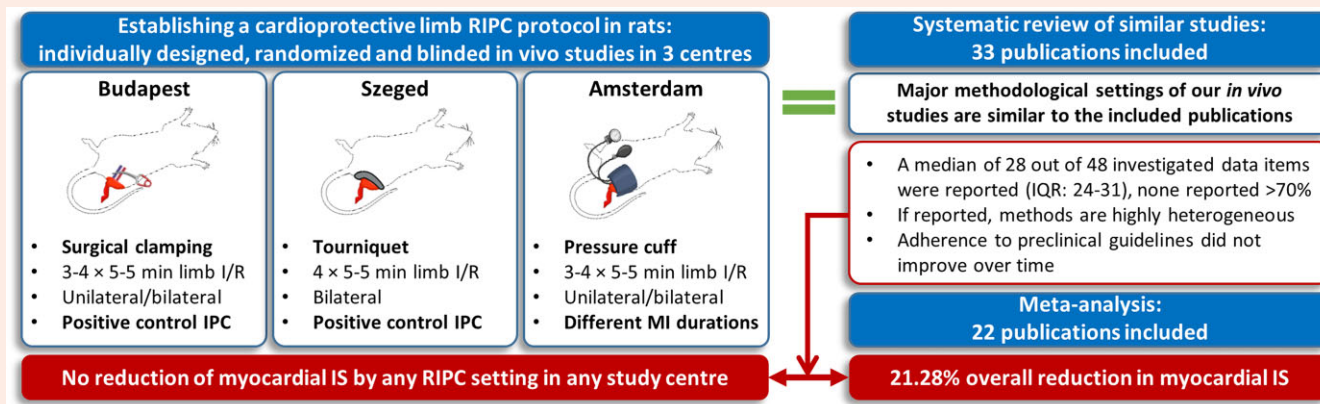 Establishing a cardioprotective limb RIPC protocol in rats:
individually designed, randomized and blinded in vivo studies in 3 centres
Budapest
• Surgical clamping
• 3-4 × 5-5 min limb I/R
• Unilateral/bilateral
• Positive control IPC
Szeged
• Tourniquet
• 4 × 5-5 min limb I/R
• Bilateral
• Positive control IPC
Amsterdam
• Pressure cuff
• 3-4 × 5-5 min limb I/R
• Unilateral/bilateral
• Different MI durations
No reduction of myocardial IS by any RIPC setting in any study centre
Systematic review of similar studies:
33 publications included
Major methodological settings of our in vivo
studies are similar to the included publications
• A median of 28 out of 48 investigated data items
were reported (IQR: 24-31), none reported >70%
• If reported, methods are highly heterogeneous
• Adherence to preclinical guidelines did not
improve over time
Meta-analysis:
22 publications included
21.28% overall reduction in myocardial IS